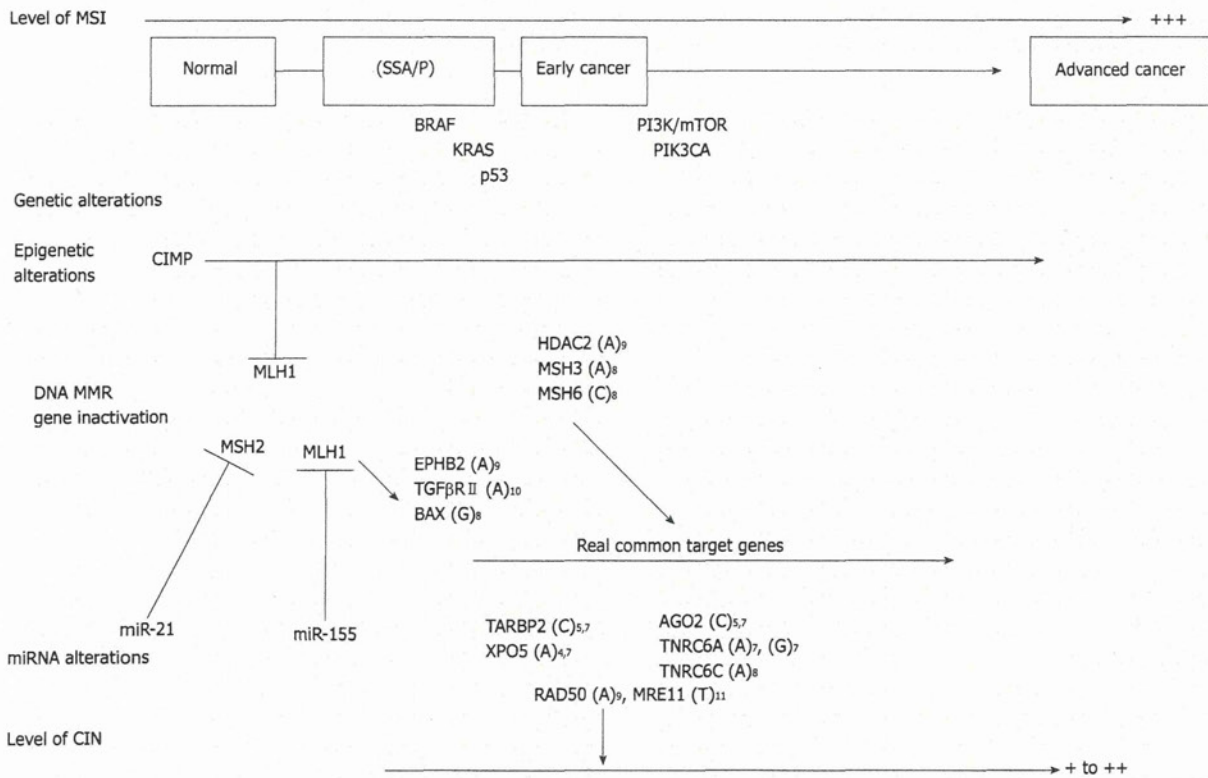 Level of MSI
+++
Normal
(SSA/P)
Early cancer
Advanced cancer
BRAF
PI3K/mTOR
KRAS
PIK3CA
p53
Genetic alterations
Epigenetic
alterations
CIMP
HDAC2 (A)9
MSH3 (A)8
MSH6 (C)8
MLH1
DNA MMR
gene inactivation
MSH2
MLH1
EPHB2 (A)9
TGFβRⅡ (A)10
BAX (G)8
Real common target genes
miR-21
miR-155
miRNA alterations
TARBP2 (C)5,7
XPO5 (A)4,7
AGO2 (C)5,7
TNRC6A (A)7, (G)7
TNRC6C (A)8
RAD50 (A)9, MRE11 (T)11
Level of CIN
+ to ++